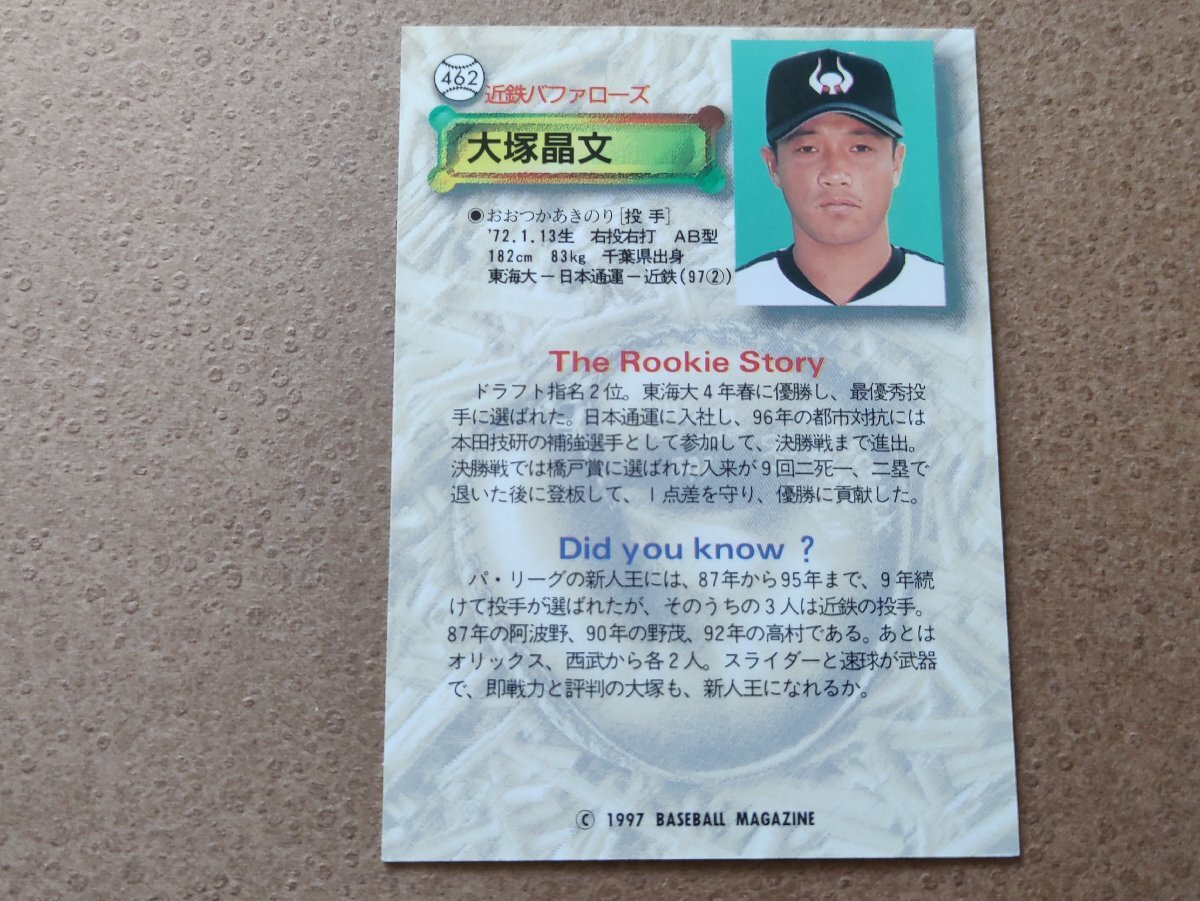 462
近鉄バファローズ
大塚晶文
◉おおつかあきのり[投手]
'72.1.13生 右投右打 AB型
182cm 83kg 千葉県出身
東海大－日本通運－近鉄(97②)
The Rookie Story
ドラフト指名2位。東海大4年春に優勝し、最優秀投
手に選ばれた。日本通運に入社し、96年の都市対抗には
本田技研の補強選手として参加して、決勝戦まで進出。
決勝戦では橋戸賞に選ばれた入来が9回二死一、二塁で
退いた後に登板して、1点差を守り、優勝に貢献した。
Did you know ?
パ・リーグの新人王には、87年から95年まで、9年続
けて投手が選ばれたが、そのうちの3人は近鉄の投手。
87年の阿波野、90年の野茂、92年の高村である。あとは
オリックス、西武から各2人。スライダーと速球が武器
で、即戦力と評判の大塚も、新人王になれるか。
© 1997 BASEBALL MAGAZINE